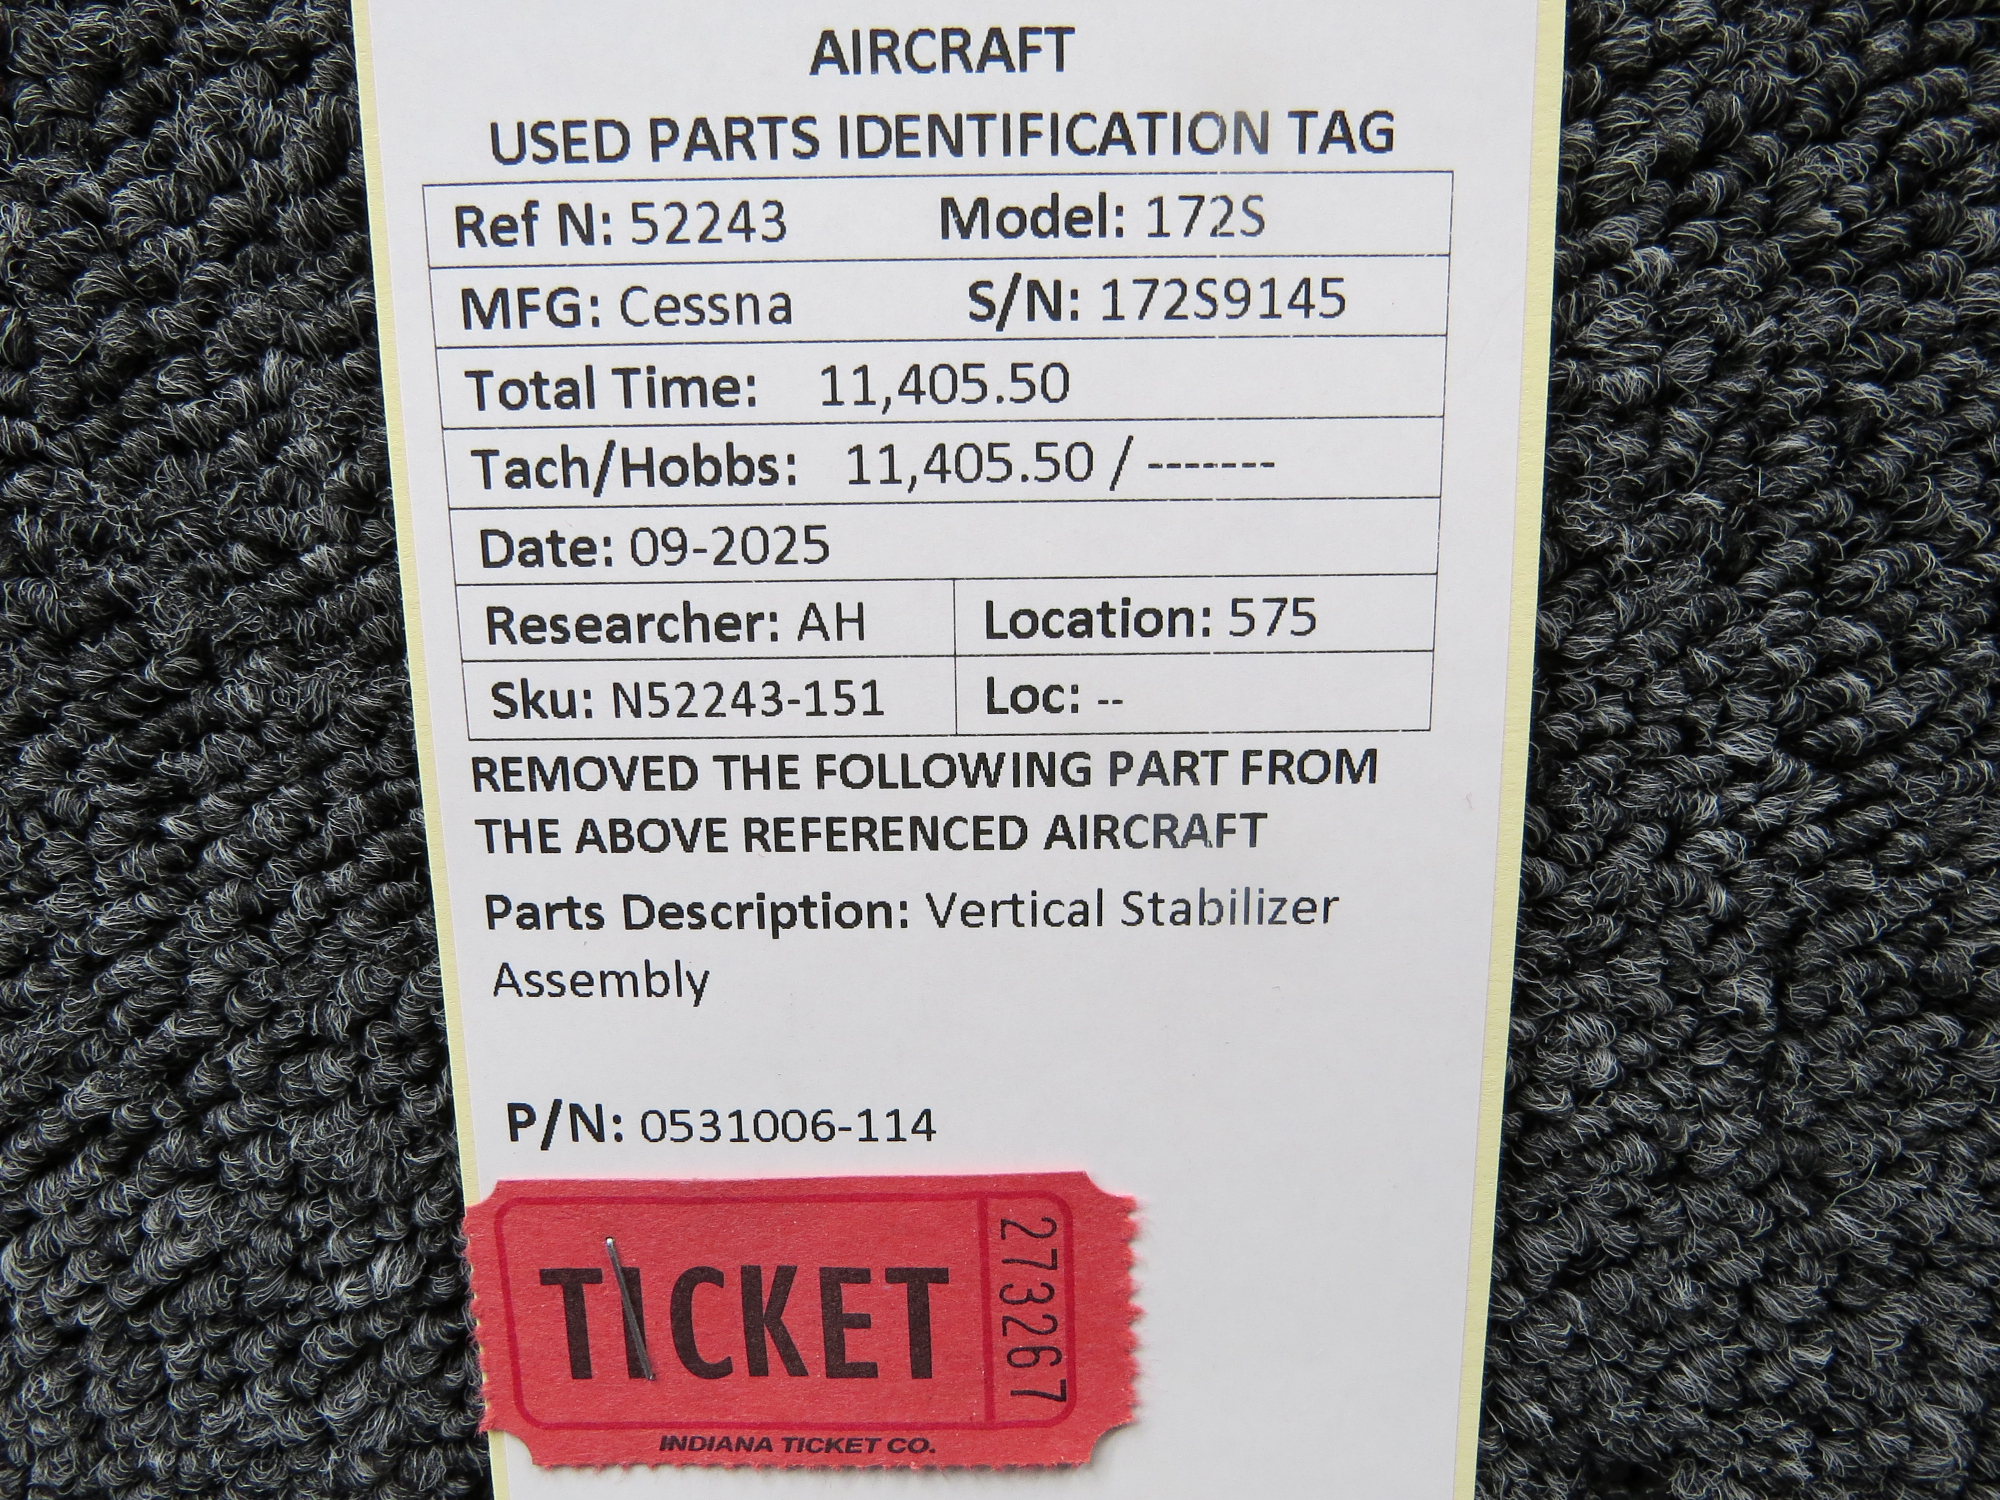 AIRCRAFT
USED PARTS IDENTIFICATION TAG
Ref N: 52243 Model: 172S
MFG: Cessna S/N: 172S9145
Total Time: 11,405.50
Tach/Hobbs: 11,405.50 / -------
Date: 09-2025
Researcher: AH Location: 575
Sku: N52243-151 Loc: --
REMOVED THE FOLLOWING PART FROM
THE ABOVE REFERENCED AIRCRAFT
Parts Description: Vertical Stabilizer
Assembly
P/N: 0531006-114
TICKET
273267
INDIANA TICKET CO.